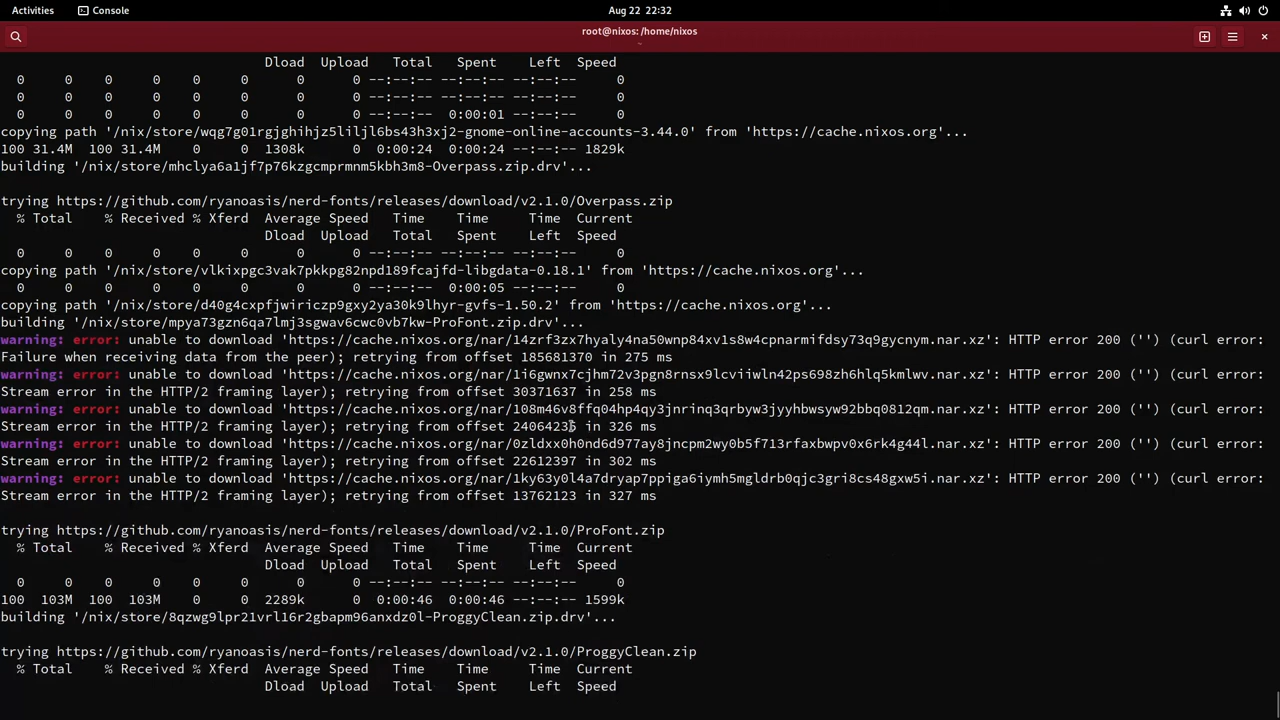 Activities Console Aug 22 22:32
root@nixos: /home/nixos
~
Dload Upload Total Spent Left Speed
0 0 0 0 0 0 0 0 --:--:-- --:--:-- --:--:-- 0
0 0 0 0 0 0 0 0 --:--:-- --:--:-- --:--:-- 0
0 0 0 0 0 0 0 0 --:--:-- 0:00:01 --:--:-- 0
copying path '/nix/store/wqg7g01rgjghihjz5liljl6bs43h3xj2-gnome-online-accounts-3.44.0' from 'https://cache.nixos.org'...
100 31.4M 100 31.4M 0 0 1308k 0 0:00:24 0:00:24 --:--:-- 1829k
building '/nix/store/mhclya6a1jf7p76kzgcmprmnm5kbh3m8-Overpass.zip.drv'...
trying https://github.com/ryanoasis/nerd-fonts/releases/download/v2.1.0/Overpass.zip
% Total % Received % Xferd Average Speed Time Time Time Current
Dload Upload Total Spent Left Speed
0 0 0 0 0 0 0 0 --:--:-- --:--:-- --:--:-- 0
copying path '/nix/store/vlkixpgc3vak7pkkpg82npd189fcajfd-libgdata-0.18.1' from 'https://cache.nixos.org'...
0 0 0 0 0 0 0 0 --:--:-- 0:00:05 --:--:-- 0
copying path '/nix/store/d40g4cxpfjwiriczp9gxy2ya30k9lhyr-gvfs-1.50.2' from 'https://cache.nixos.org'...
building '/nix/store/mpya73gzn6qa7lmj3sgwav6cwc0vb7kw-ProFont.zip.drv'...
warning: error: unable to download 'https://cache.nixos.org/nar/14zrf3zx7hyaly4na50wnp84xv1s8w4cpnarmifdsy73q9gycnym.nar.xz': HTTP error 200 ('') (curl error:
Failure when receiving data from the peer); retrying from offset 185681370 in 275 ms
warning: error: unable to download 'https://cache.nixos.org/nar/1i6gwnx7cjhm72v3pgn8rnsx9lcviiwln42ps698zh6hlq5kmlwv.nar.xz': HTTP error 200 ('') (curl error:
Stream error in the HTTP/2 framing layer); retrying from offset 30371637 in 258 ms
warning: error: unable to download 'https://cache.nixos.org/nar/108m46v8ffq04hp4qy3jnrinq3qrbyw3jyyhbwsyw92bbq0812qm.nar.xz': HTTP error 200 ('') (curl error:
Stream error in the HTTP/2 framing layer); retrying from offset 24064235 in 326 ms
warning: error: unable to download 'https://cache.nixos.org/nar/0zldxx0h0nd6d977ay8jncpm2wy0b5f713rfaxbwpv0x6rk4g44l.nar.xz': HTTP error 200 ('') (curl error:
Stream error in the HTTP/2 framing layer); retrying from offset 22612397 in 302 ms
warning: error: unable to download 'https://cache.nixos.org/nar/1ky63y0l4a7dryap7ppiga6iymh5mgldrb0qjc3gri8cs48gxw5i.nar.xz': HTTP error 200 ('') (curl error:
Stream error in the HTTP/2 framing layer); retrying from offset 13762123 in 327 ms
trying https://github.com/ryanoasis/nerd-fonts/releases/download/v2.1.0/ProFont.zip
% Total % Received % Xferd Average Speed Time Time Time Current
Dload Upload Total Spent Left Speed
0 0 0 0 0 0 0 0 --:--:-- --:--:-- --:--:-- 0
100 103M 100 103M 0 0 2289k 0 0:00:46 0:00:46 --:--:-- 1599k
building '/nix/store/8qzwg9lpr21vrl16r2gbapm96anxdz0l-ProggyClean.zip.drv'...
trying https://github.com/ryanoasis/nerd-fonts/releases/download/v2.1.0/ProggyClean.zip
% Total % Received % Xferd Average Speed Time Time Time Current
Dload Upload Total Spent Left Speed